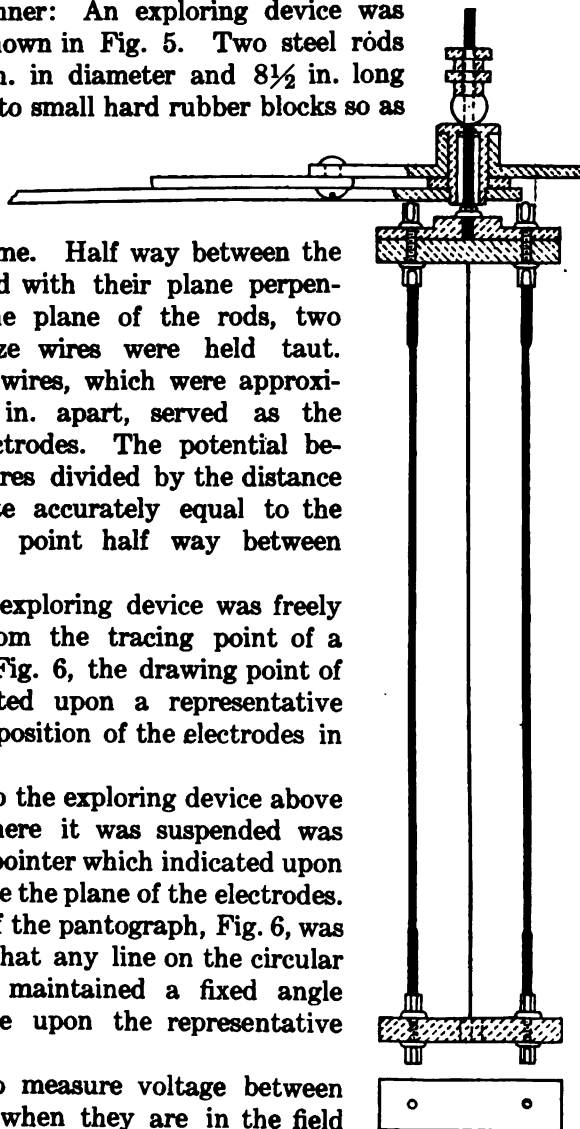 nner: An exploring device was
own in Fig. 5. Two steel rods
n. in diameter and 8½ in. long
to small hard rubber blocks so as
me. Half way between the
d with their plane perpen-
e plane of the rods, two
ze wires were held taut.
wires, which were approxi-
in. apart, served as the
ctrodes. The potential be-
res divided by the distance
e accurately equal to the
point half way between
exploring device was freely
om the tracing point of a
Fig. 6, the drawing point of
ted upon a representative
position of the electrodes in
o the exploring device above
here it was suspended was
pointer which indicated upon
e the plane of the electrodes.
f the pantograph, Fig. 6, was
hat any line on the circular
maintained a fixed angle
e upon the representative
o measure voltage between
when they are in the field